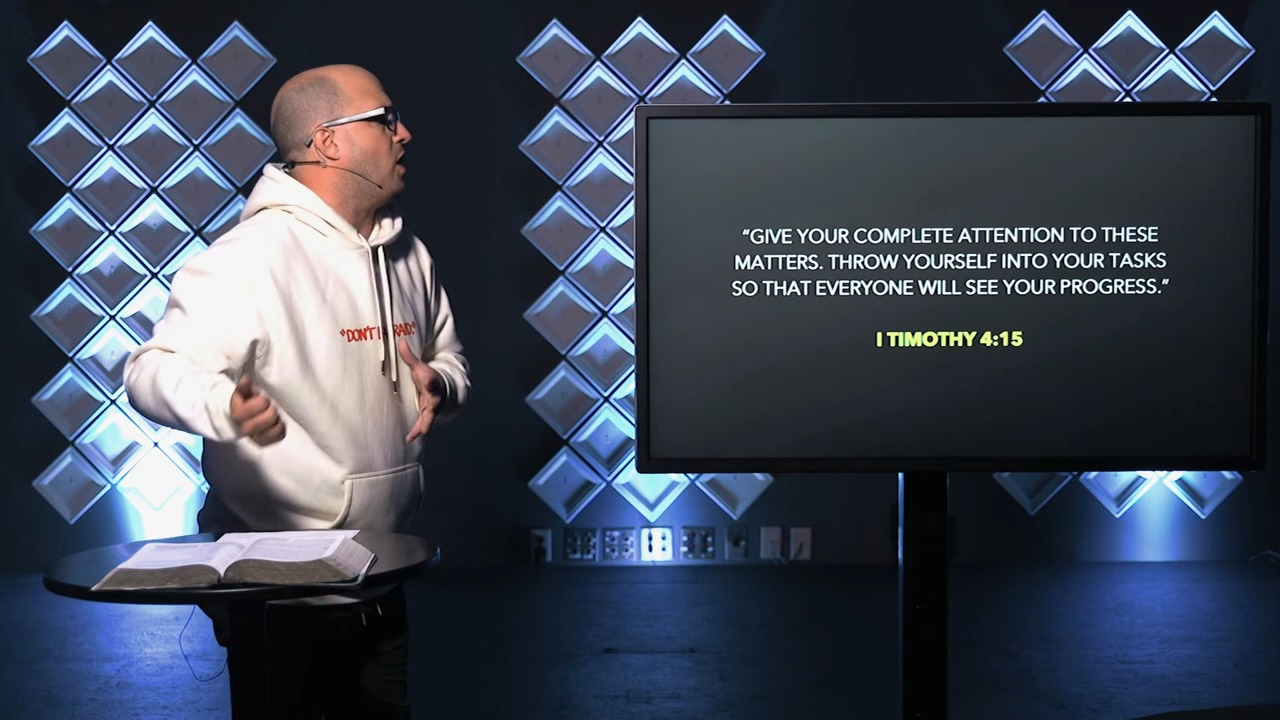 "DON'T
"GIVE YOUR COMPLETE ATTENTION TO THESE
MATTERS. THROW YOURSELF INTO YOUR TASKS
SO THAT EVERYONE WILL SEE YOUR PROGRESS."
I TIMOTHY 4:15